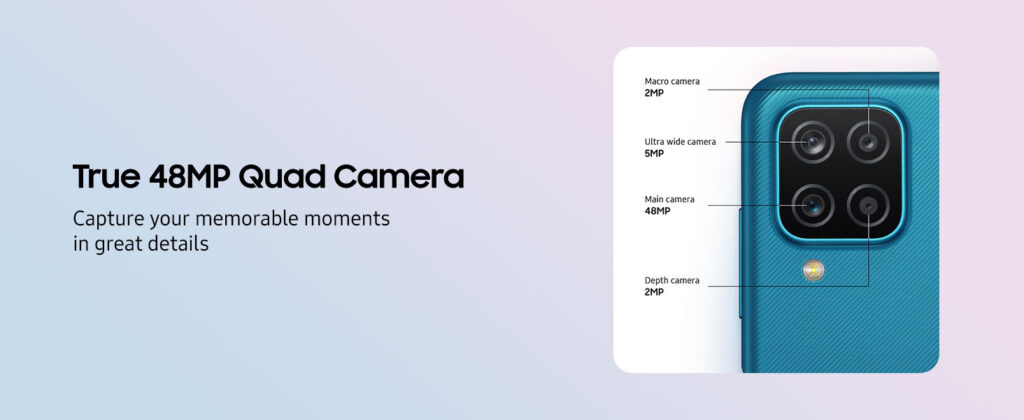 True 48MP Quad Camera
Capture your memorable moments
in great details
Macro camera
2MP
Ultra wide camera
5MP
Main camera
48MP
Depth camera
2MP